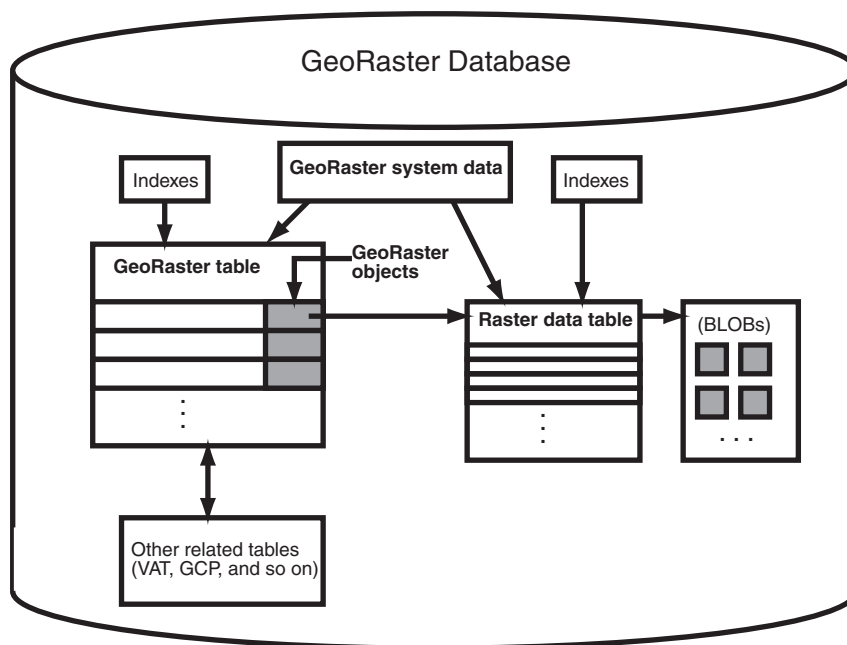 GeoRaster Database
Indexes
GeoRaster system data
Indexes
GeoRaster table
GeoRaster
objects
Raster data table
(BLOBs)
. . .
Other related tables
(VAT, GCP, and so on)